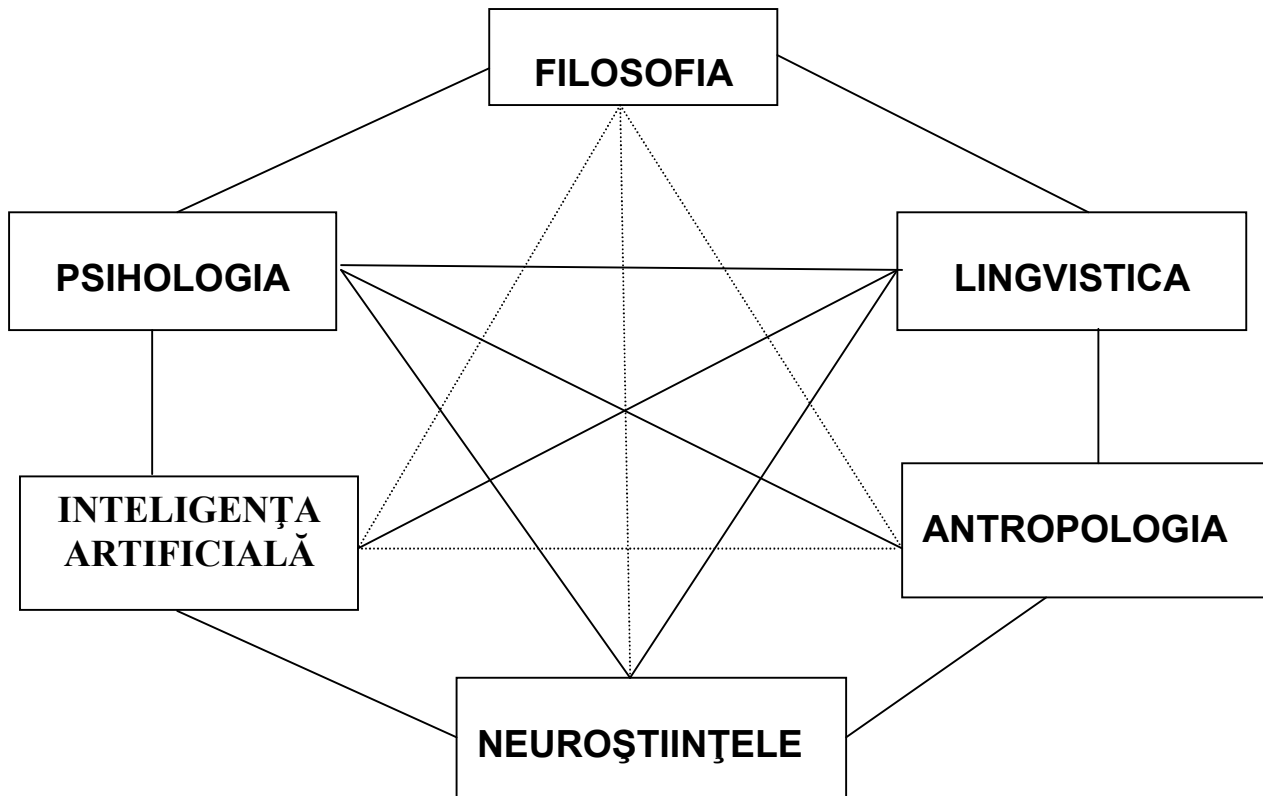 FILOSOFIA
PSIHOLOGIA
LINGVISTICA
INTELIGENŢA
ARTIFICIALĂ
ANTROPOLOGIA
NEUROŞTIINŢELE